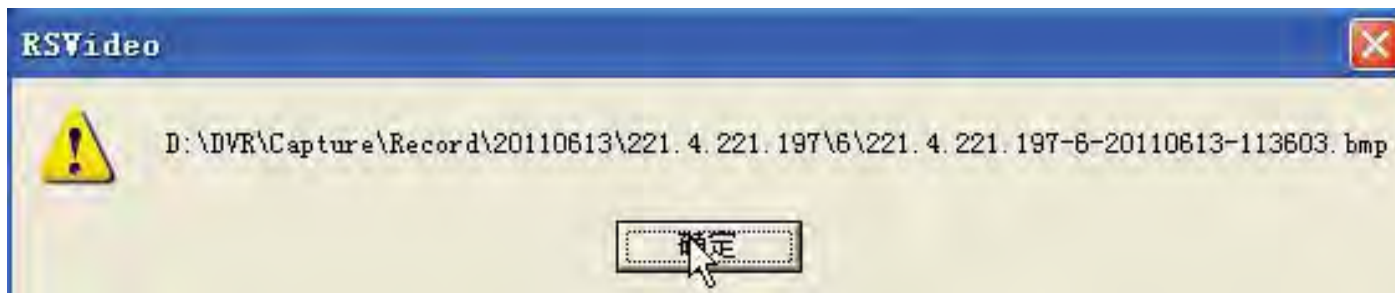 RSVideo
D:\DVR\Capture\Record\20110613\221.4.221.197\6\221.4.221.197-6-20110613-113603.bmp
確定